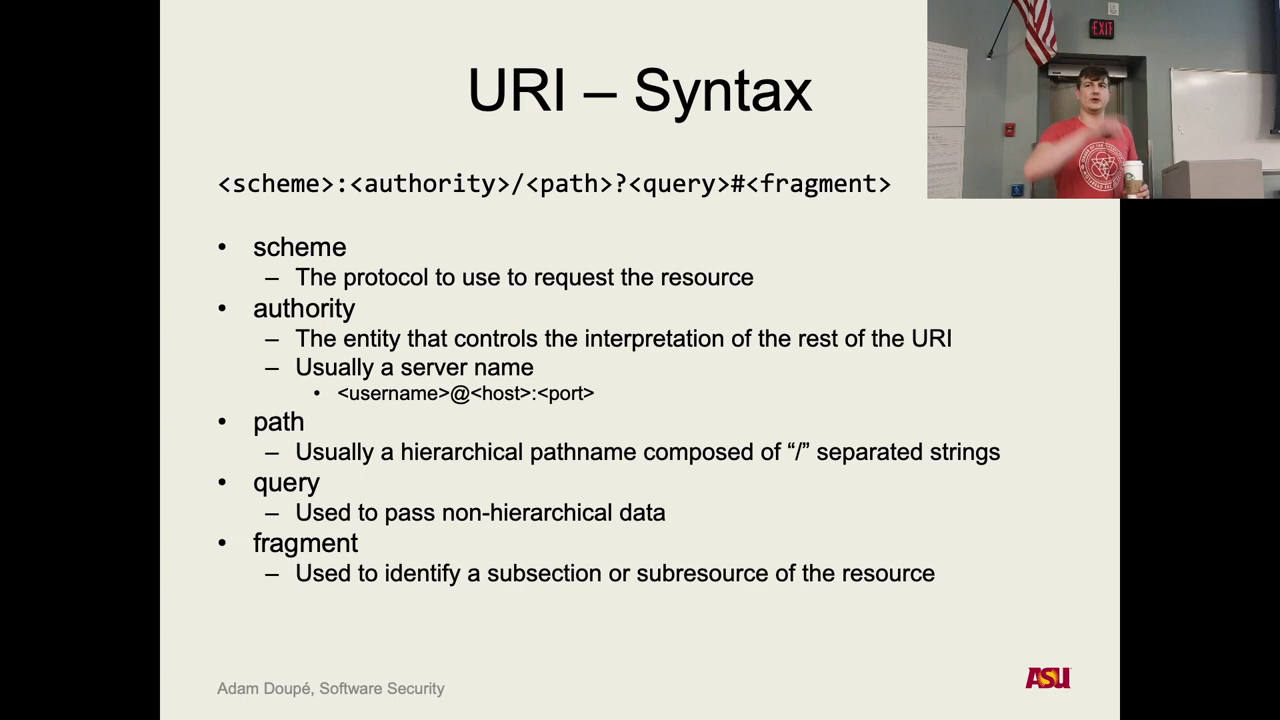 URI – Syntax
EXIT
<scheme>:<authority>/<path>?<query>#<fragment>
• scheme
– The protocol to use to request the resource
• authority
– The entity that controls the interpretation of the rest of the URI
– Usually a server name
• <username>@<host>:<port>
• path
– Usually a hierarchical pathname composed of “/” separated strings
• query
– Used to pass non-hierarchical data
• fragment
– Used to identify a subsection or subresource of the resource
Adam Doupé, Software Security
ASU